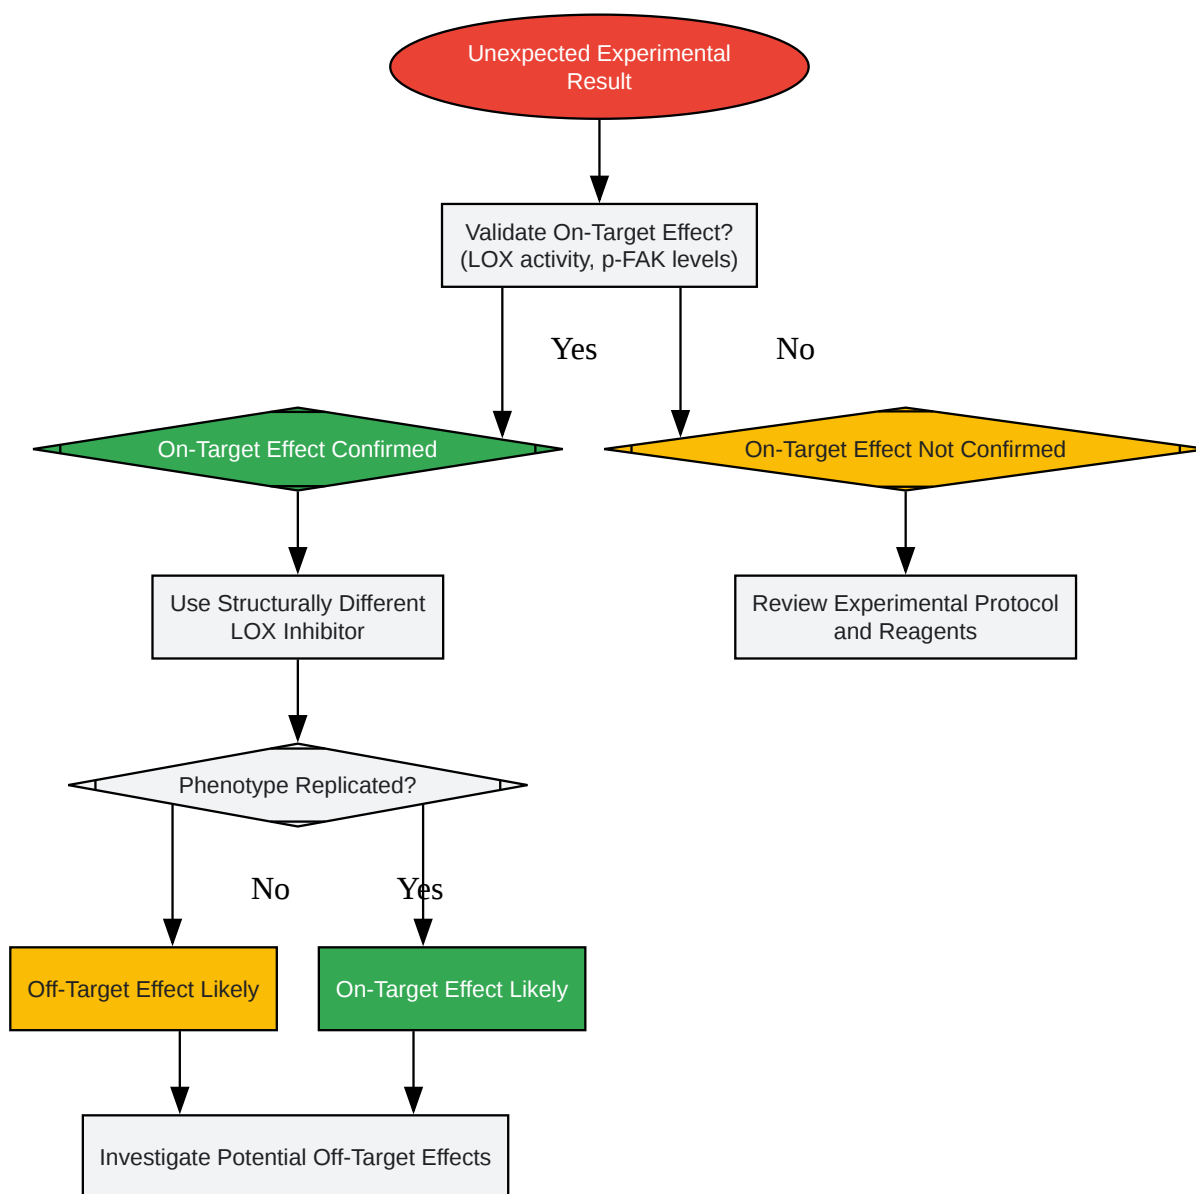 Unexpected Experimental
Result
Validate On-Target Effect?
(LOX activity, p-FAK levels)
Yes
No
On-Target Effect Confirmed
On-Target Effect Not Confirmed
Use Structurally Different
LOX Inhibitor
Review Experimental Protocol
and Reagents
Phenotype Replicated?
No
Yes
Off-Target Effect Likely
On-Target Effect Likely
Investigate Potential Off-Target Effects